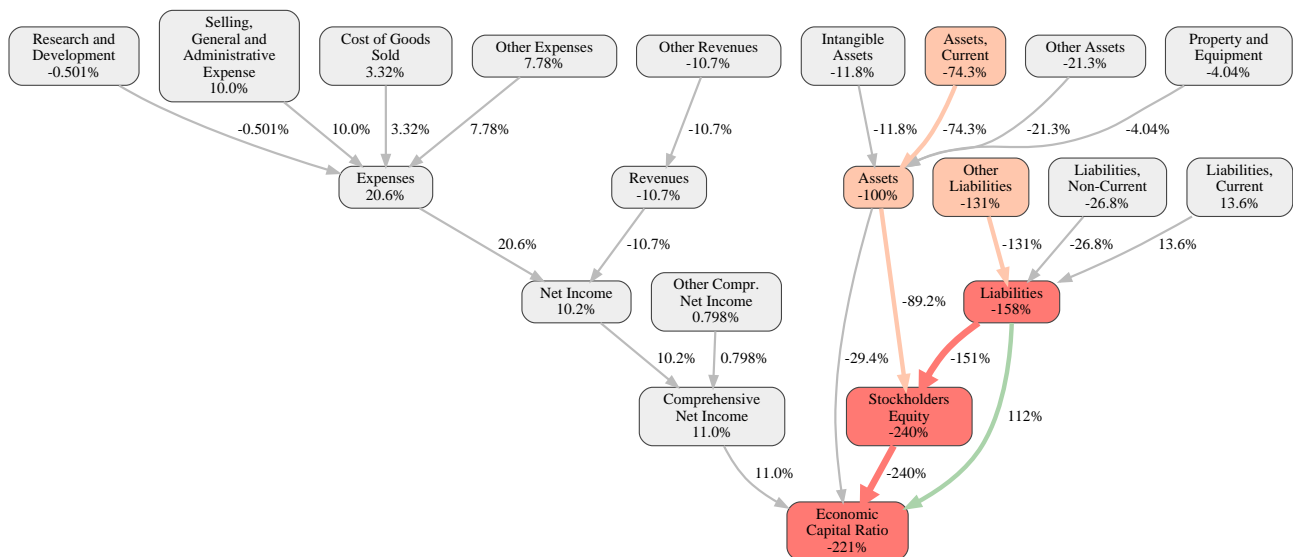 Research and
Development
-0.501%
Selling,
General and
Administrative
Expense
10.0%
Cost of Goods
Sold
3.32%
Other Expenses
7.78%
Other Revenues
-10.7%
Intangible
Assets
-11.8%
Assets,
Current
-74.3%
Other Assets
-21.3%
Property and
Equipment
-4.04%
-0.501%
10.0%
3.32%
7.78%
-10.7%
-11.8%
-74.3%
-21.3%
-4.04%
Expenses
20.6%
Revenues
-10.7%
Assets
-100%
Other
Liabilities
-131%
Liabilities,
Non-Current
-26.8%
Liabilities,
Current
13.6%
20.6%
-10.7%
-131%
-26.8%
13.6%
Net Income
10.2%
Other Compr.
Net Income
0.798%
-89.2%
Liabilities
-158%
10.2%
0.798%
-29.4%
-151%
Comprehensive
Net Income
11.0%
Stockholders
Equity
-240%
112%
11.0%
-240%
Economic
Capital Ratio
-221%